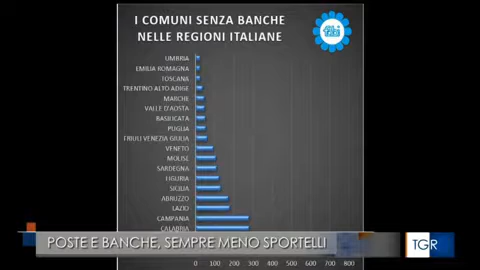 I COMUNI SENZA BANCHE
NELLE REGIONI ITALIANE
fabi
UMBRIA
EMILIA ROMAGNA
TOSCANA
TRENTINO ALTO ADIGE
MARCHE
VALLE D'AOSTA
BASILICATA
PUGLIA
FRIULI VENEZIA GIULIA
VENETO
MOLISE
SARDEGNA
LIGURIA
SICILIA
ABRUZZO
LAZIO
CAMPANIA
CALABRIA
POSTE E BANCHE, SEMPRE MENO SPORTELLI
TGR
0 100 200 300 400 500 600 700 800